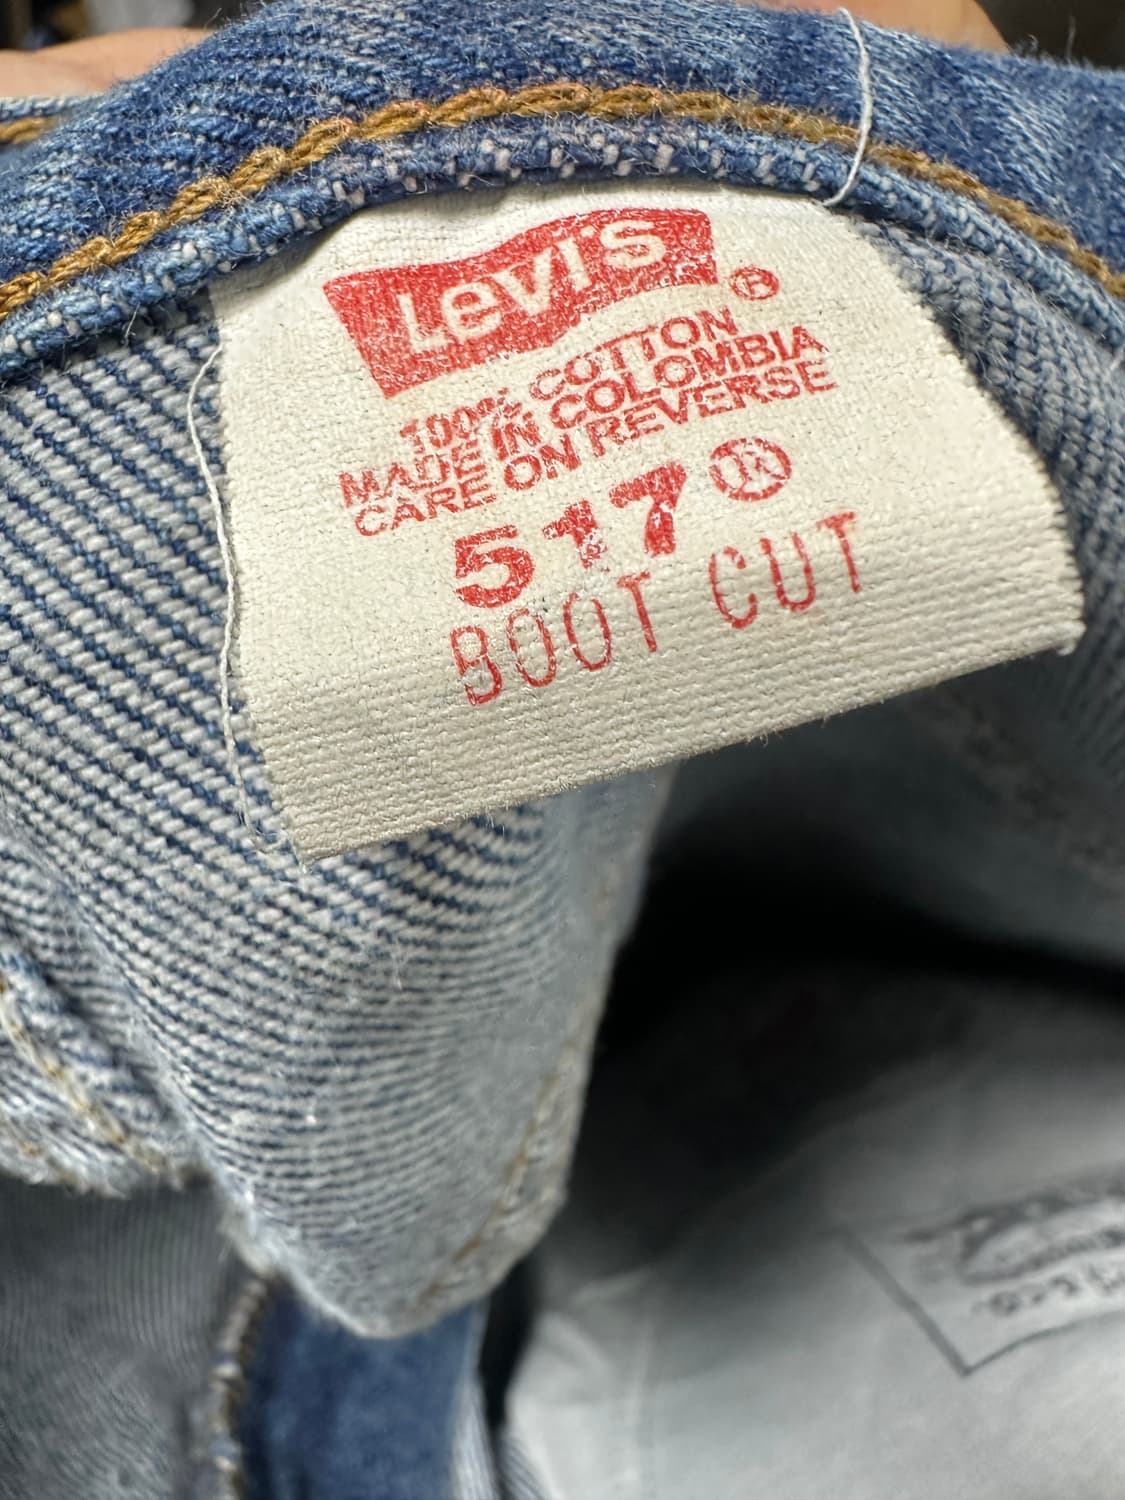 Levi's ®
100% COTTON
MADE IN COLOMBIA
CARE ON REVERSE
517®
BOOT CUT